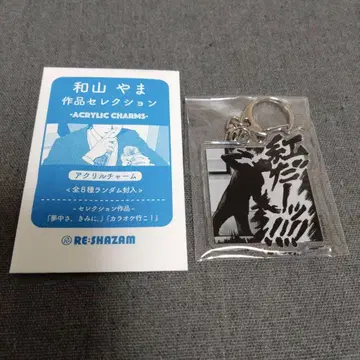 和山 やま
作品セレクション
-ACRYLIC CHARMS-
アクリルチャーム
<全8種ランダム封入>
-セレクション作品-
「夢中さ、きみに。」「カラオケ行こ!」
RE:SHAZAM
紅だーッ!!!